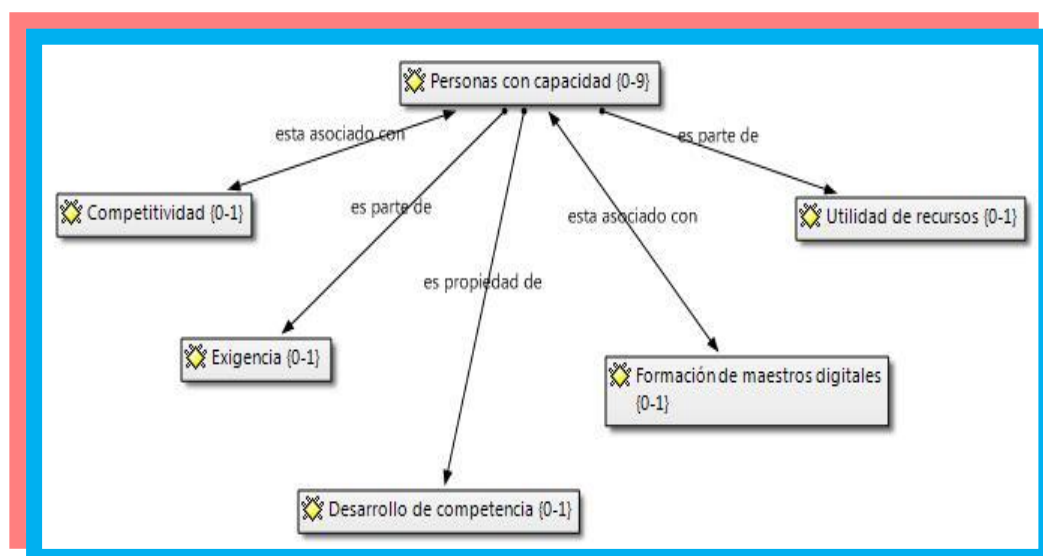 Personas con capacidad {0-9}
esta asociado con
es parte de
Competitividad {0-1}
es parte de
esta asociado con
Utilidad de recursos {0-1}
es propiedad de
Exigencia {0-1}
Formación de maestros digitales
{0-1}
Desarrollo de competencia {0-1}